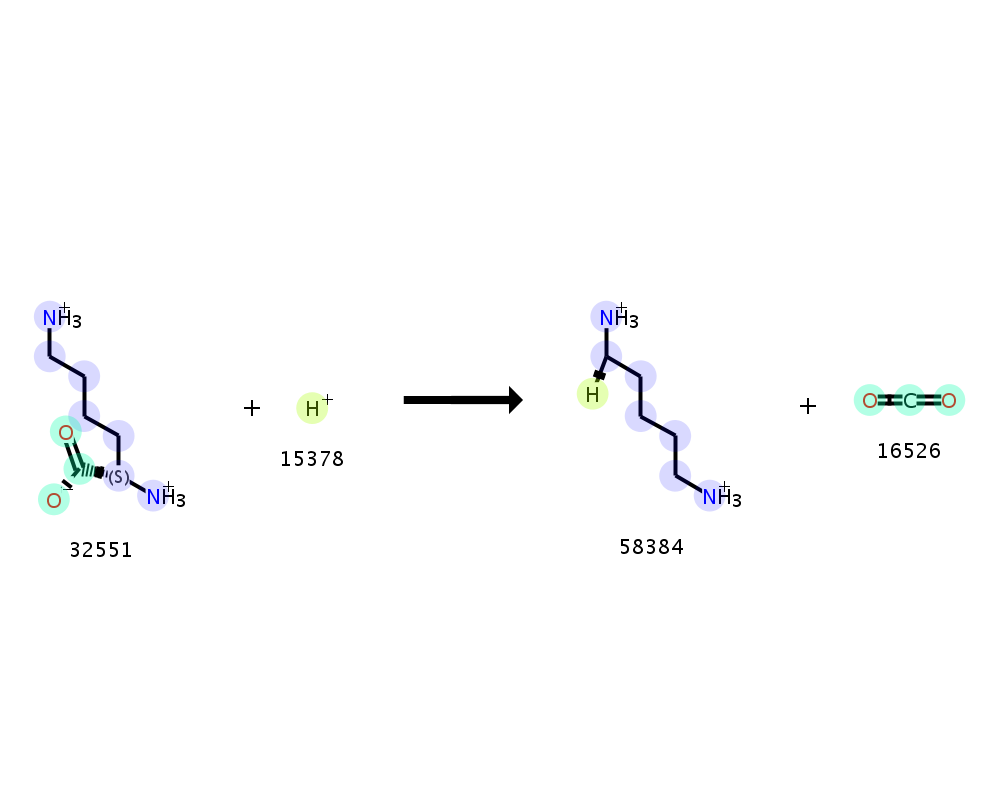 NH3+
NH3+
O
O
+
H+
H
+
O=C=O
15378
O-
(S)
NH3+
NH3+
16526
32551
58384